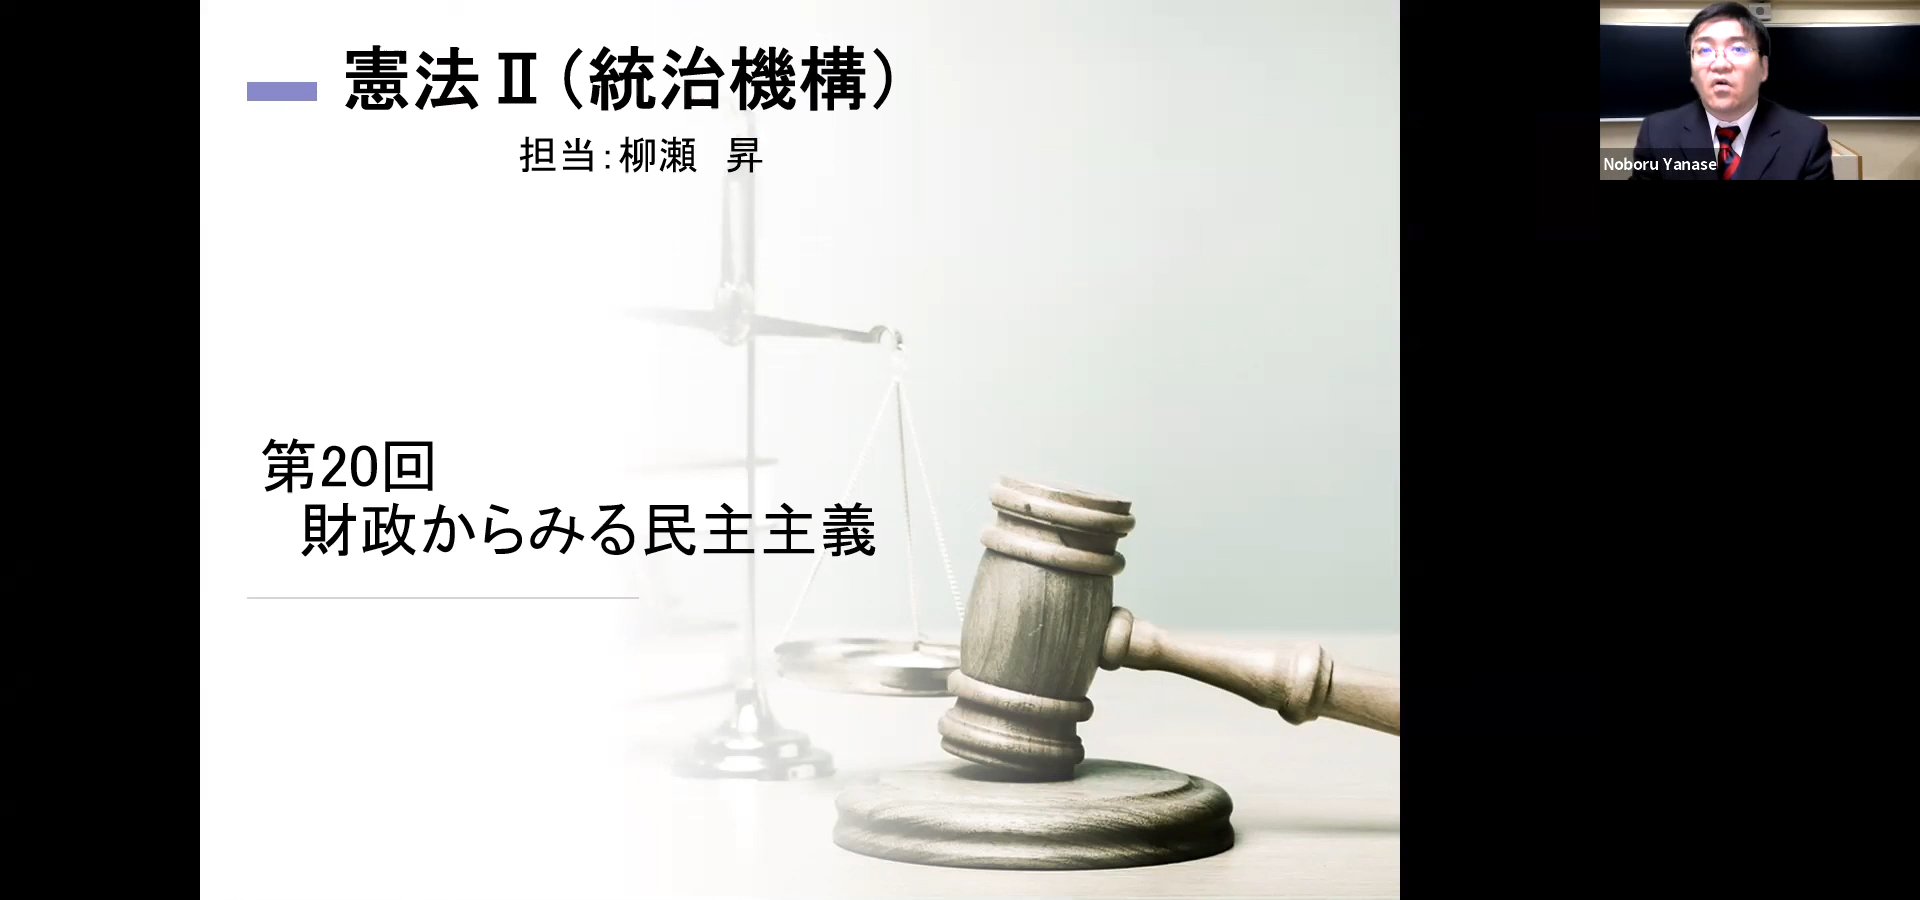 憲法Ⅱ（統治機構）
担当：柳瀬　昇
第20回
財政からみる民主主義
Noboru Yanase